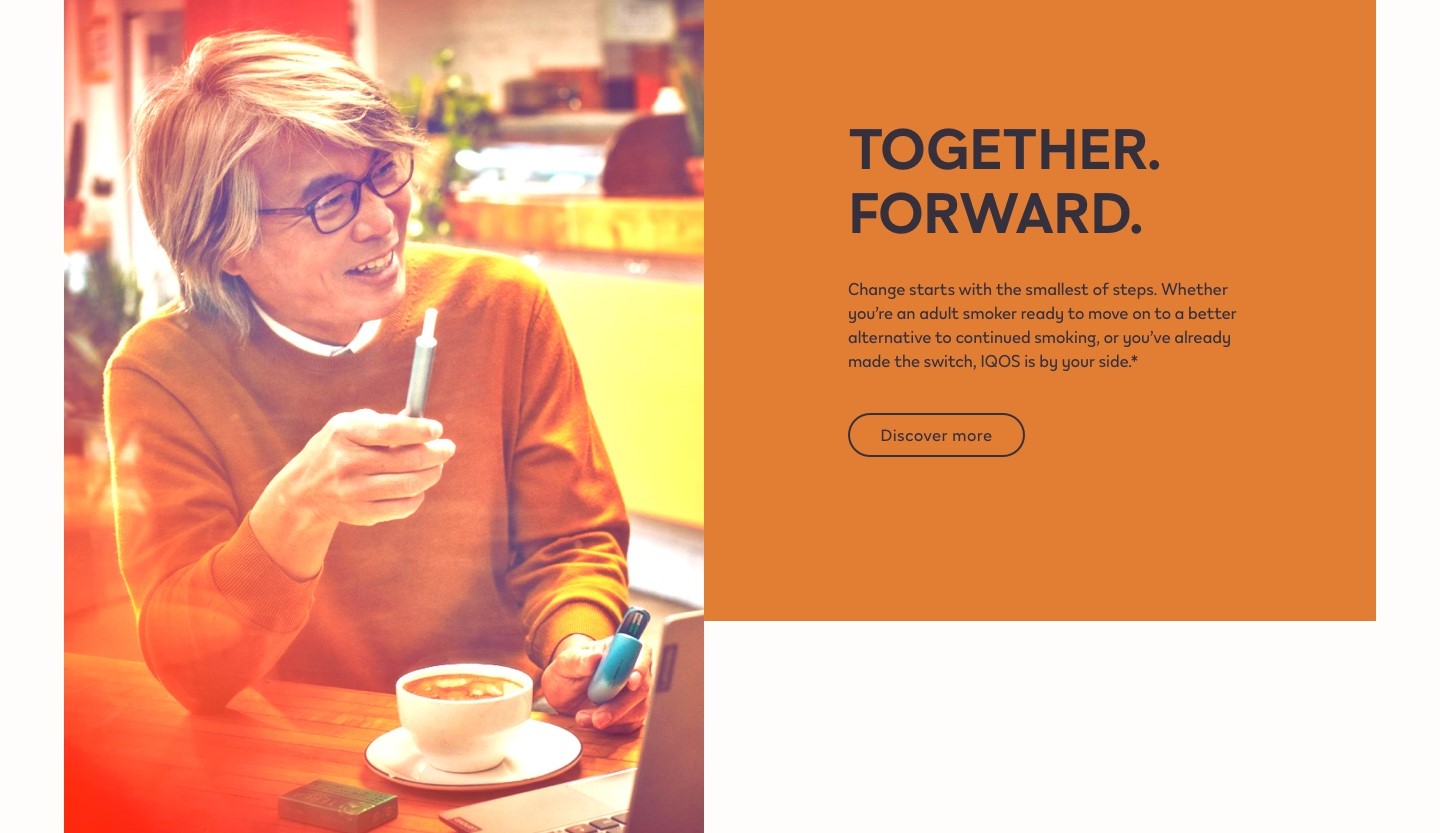 TOGETHER.
FORWARD.
Change starts with the smallest of steps. Whether
you’re an adult smoker ready to move on to a better
alternative to continued smoking, or you’ve already
made the switch, IQOS is by your side.*
Discover more